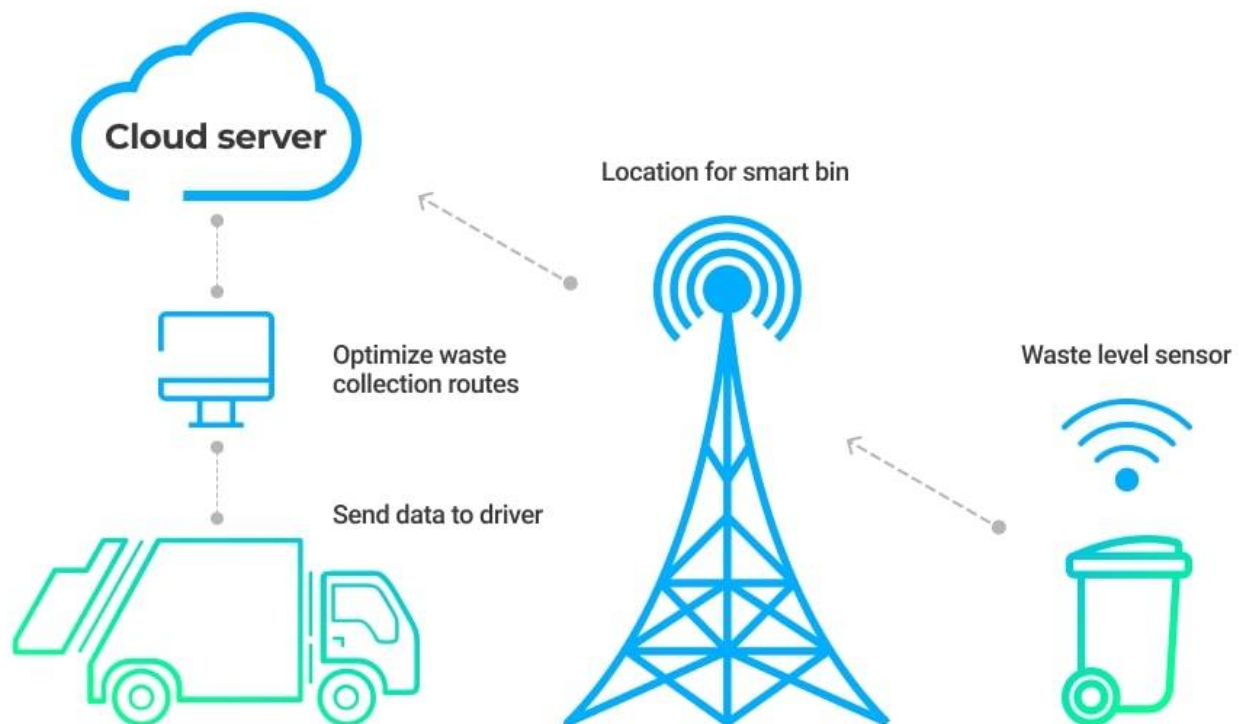 Cloud server
Location for smart bin
Optimize waste
collection routes
Waste level sensor
Send data to driver